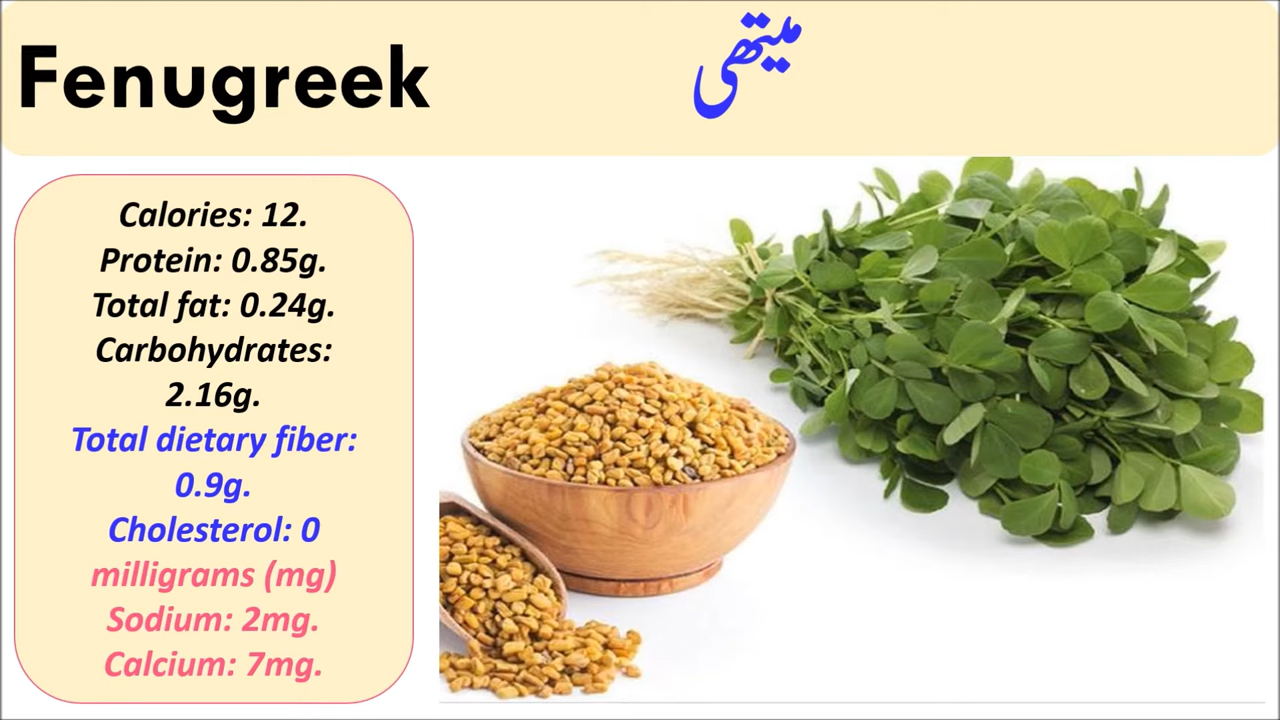 Fenugreek
میتھی
Calories: 12.
Protein: 0.85g.
Total fat: 0.24g.
Carbohydrates:
2.16g.
Total dietary fiber:
0.9g.
Cholesterol: 0
milligrams (mg)
Sodium: 2mg.
Calcium: 7mg.